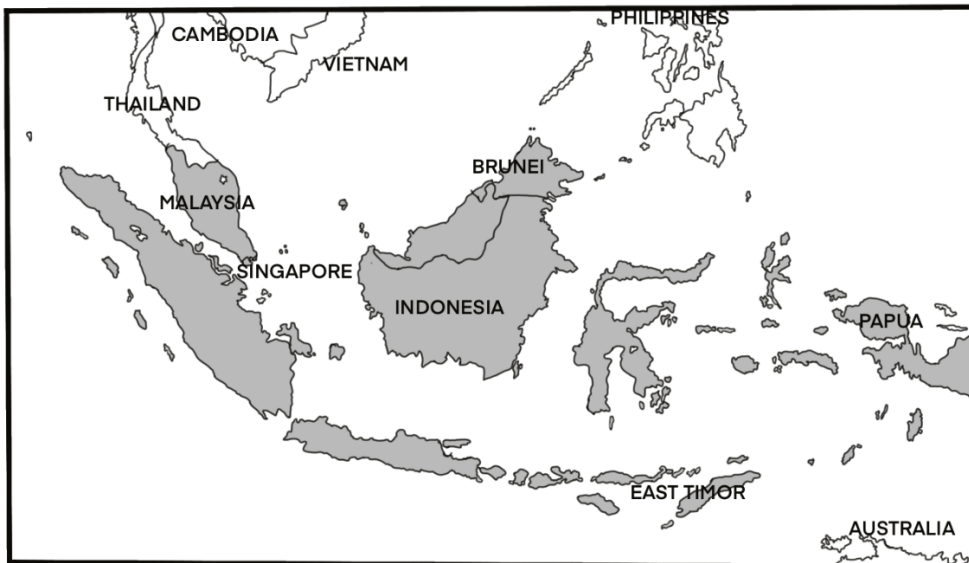 PHILIPPINES
CAMBODIA
VIETNAM
THAILAND
BRUNEI
MALAYSIA
SINGAPORE
INDONESIA
PAPUA
EAST TIMOR
AUSTRALIA